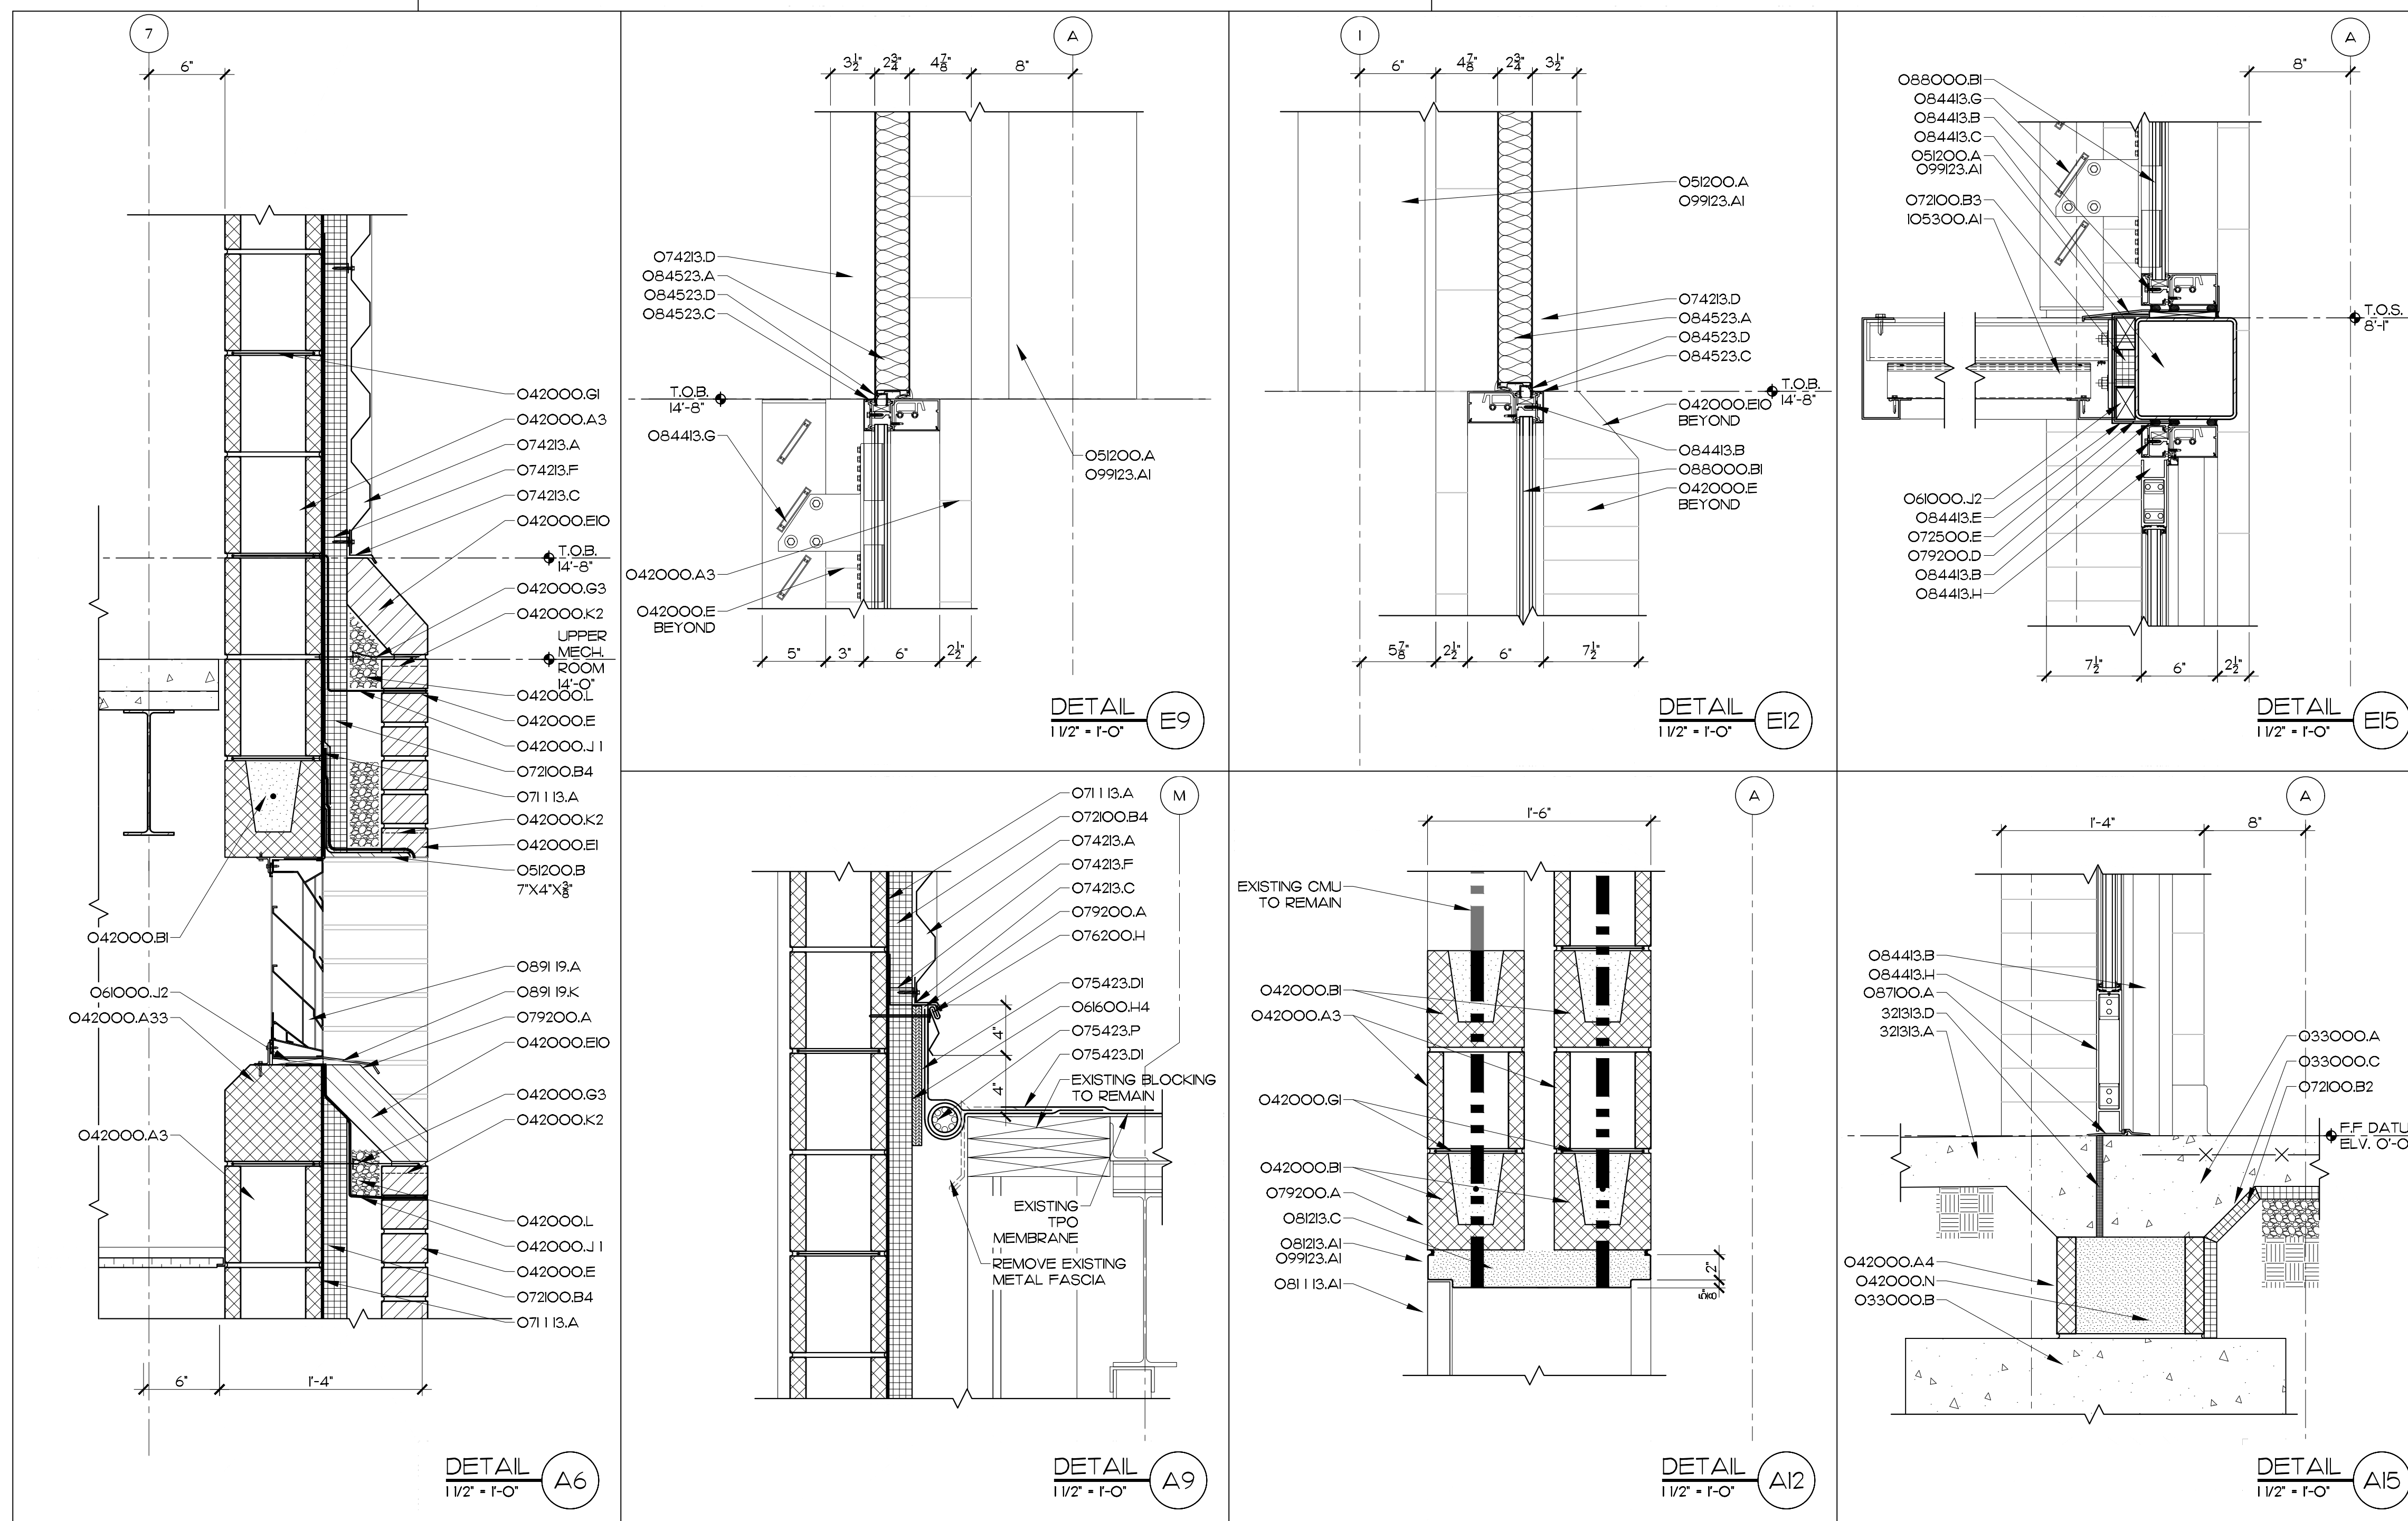 7
6"
042000.G1
042000.A3
074213.A
074213.F
074213.C
042000.E10
T.O.B.
14'-8"
042000.G3
042000.K2
UPPER
MECH.
ROOM
14'-0"
042000.L
042000.E
042000.J1
072100.B4
071113.A
042000.K2
042000.E1
051200.B
7"X4"X3/8"
042000.B1
089119.A
061000.J2
089119.K
042000.A33
079200.A
042000.E10
042000.G3
042000.K2
042000.A3
042000.L
042000.J1
042000.E
072100.B4
071113.A
6"
1'-4"
DETAIL
1 1/2" = 1'-0"
A6
A
3 1/2"
2 3/4"
4 7/8"
8"
074213.D
084523.A
084523.D
084523.C
T.O.B.
14'-8"
084413.G
051200.A
099123.A1
042000.A3
042000.E
BEYOND
5"
3"
6"
2 1/2"
DETAIL
1 1/2" = 1'-0"
E9
1
6"
4 7/8"
2 3/4"
3 1/2"
051200.A
099123.A1
074213.D
084523.A
084523.D
084523.C
T.O.B.
14'-8"
042000.E10
BEYOND
084413.B
088000.B1
042000.E
BEYOND
5 7/8"
2 1/2"
6"
7 1/2"
DETAIL
1 1/2" = 1'-0"
E12
A
8"
088000.B1
084413.G
084413.B
084413.C
051200.A
099123.A1
072100.B3
105300.A1
T.O.S.
8'-1"
061000.J2
084413.E
072500.E
079200.D
084413.B
084413.H
7 1/2"
6"
2 1/2"
DETAIL
1 1/2" = 1'-0"
E15
M
071113.A
072100.B4
074213.A
074213.F
074213.C
079200.A
076200.H
075423.D1
061600.H4
075423.P
075423.D1
4"
4"
EXISTING BLOCKING
TO REMAIN
EXISTING
TPO
MEMBRANE
REMOVE EXISTING
METAL FASCIA
DETAIL
1 1/2" = 1'-0"
A9
A
1'-6"
EXISTING CMU
TO REMAIN
042000.B1
042000.A3
042000.G1
042000.B1
079200.A
081213.C
081213.A1
099123.A1
081113.A1
2"
5/8"
DETAIL
1 1/2" = 1'-0"
A12
A
1'-4"
8"
084413.B
084413.H
087100.A
321313.D
321313.A
033000.A
033000.C
072100.B2
F.F DATU
ELV. 0'-0
042000.A4
042000.N
033000.B
DETAIL
1 1/2" = 1'-0"
A15